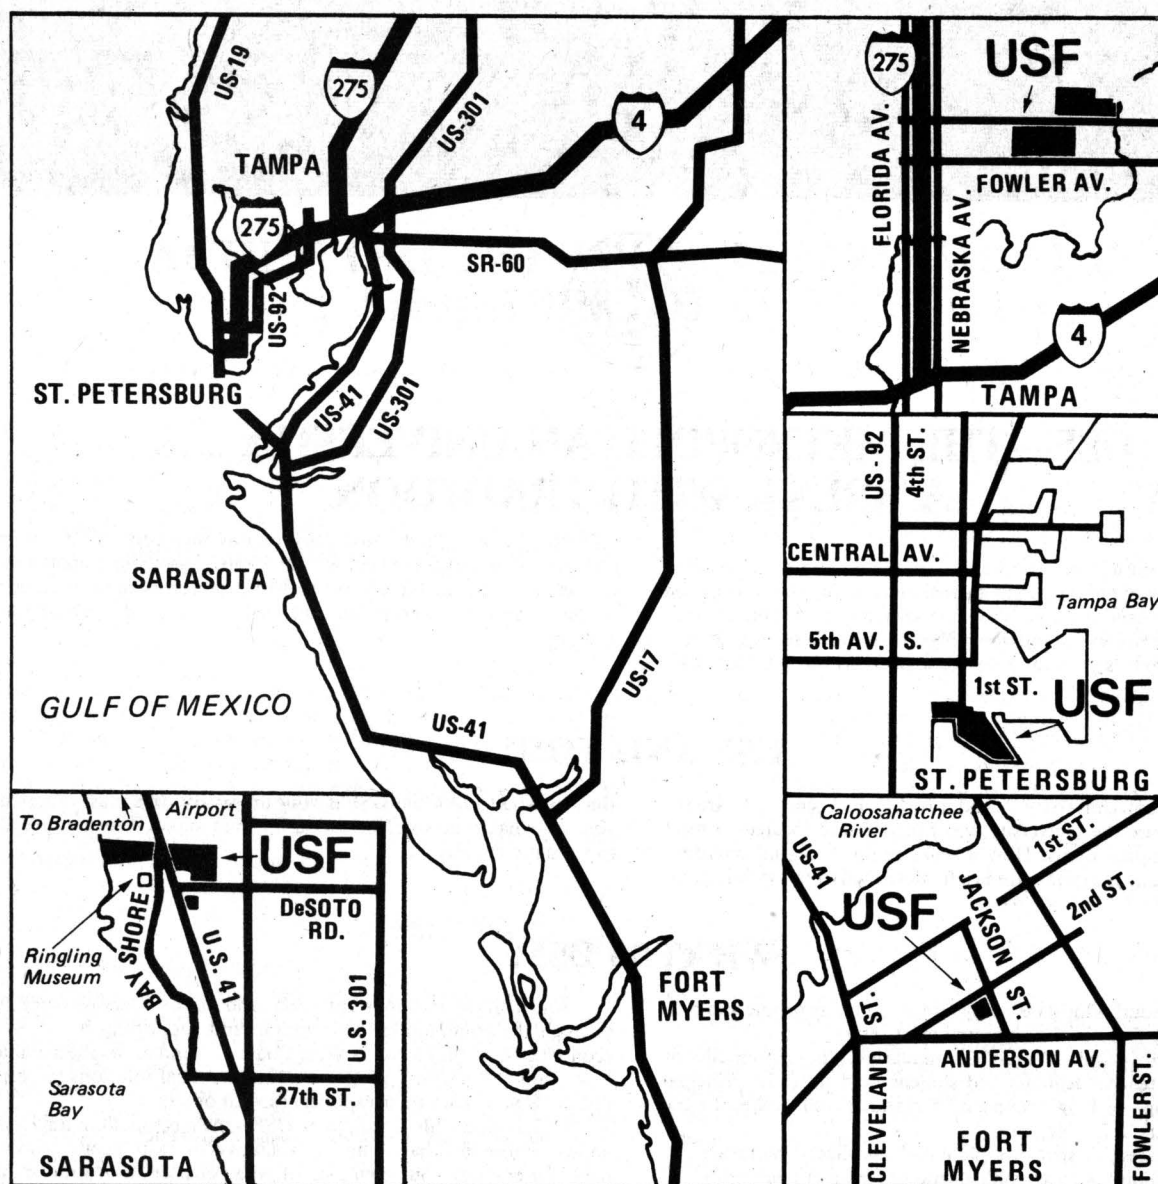 US-19
275
US-301
4
TAMPA
275
SR-60
US-92
ST. PETERSBURG
US-41
US-301
SARASOTA
GULF OF MEXICO
US-41
US-17
FORT
MYERS
275
USF
FLORIDA AV.
FOWLER AV.
NEBRASKA AV.
4
TAMPA
US - 92
4th ST.
CENTRAL AV.
Tampa Bay
5th AV. S.
1st ST.
USF
ST. PETERSBURG
To Bradenton
Airport
USF
DeSOTO
RD.
Ringling
Museum
BAY SHORE
U.S. 41
U.S. 301
27th ST.
Sarasota
Bay
SARASOTA
Caloosahatchee
River
1st ST.
US-41
JACKSON ST.
2nd ST.
USF
CLEVELAND ST.
ANDERSON AV.
FOWLER ST.
FORT
MYERS